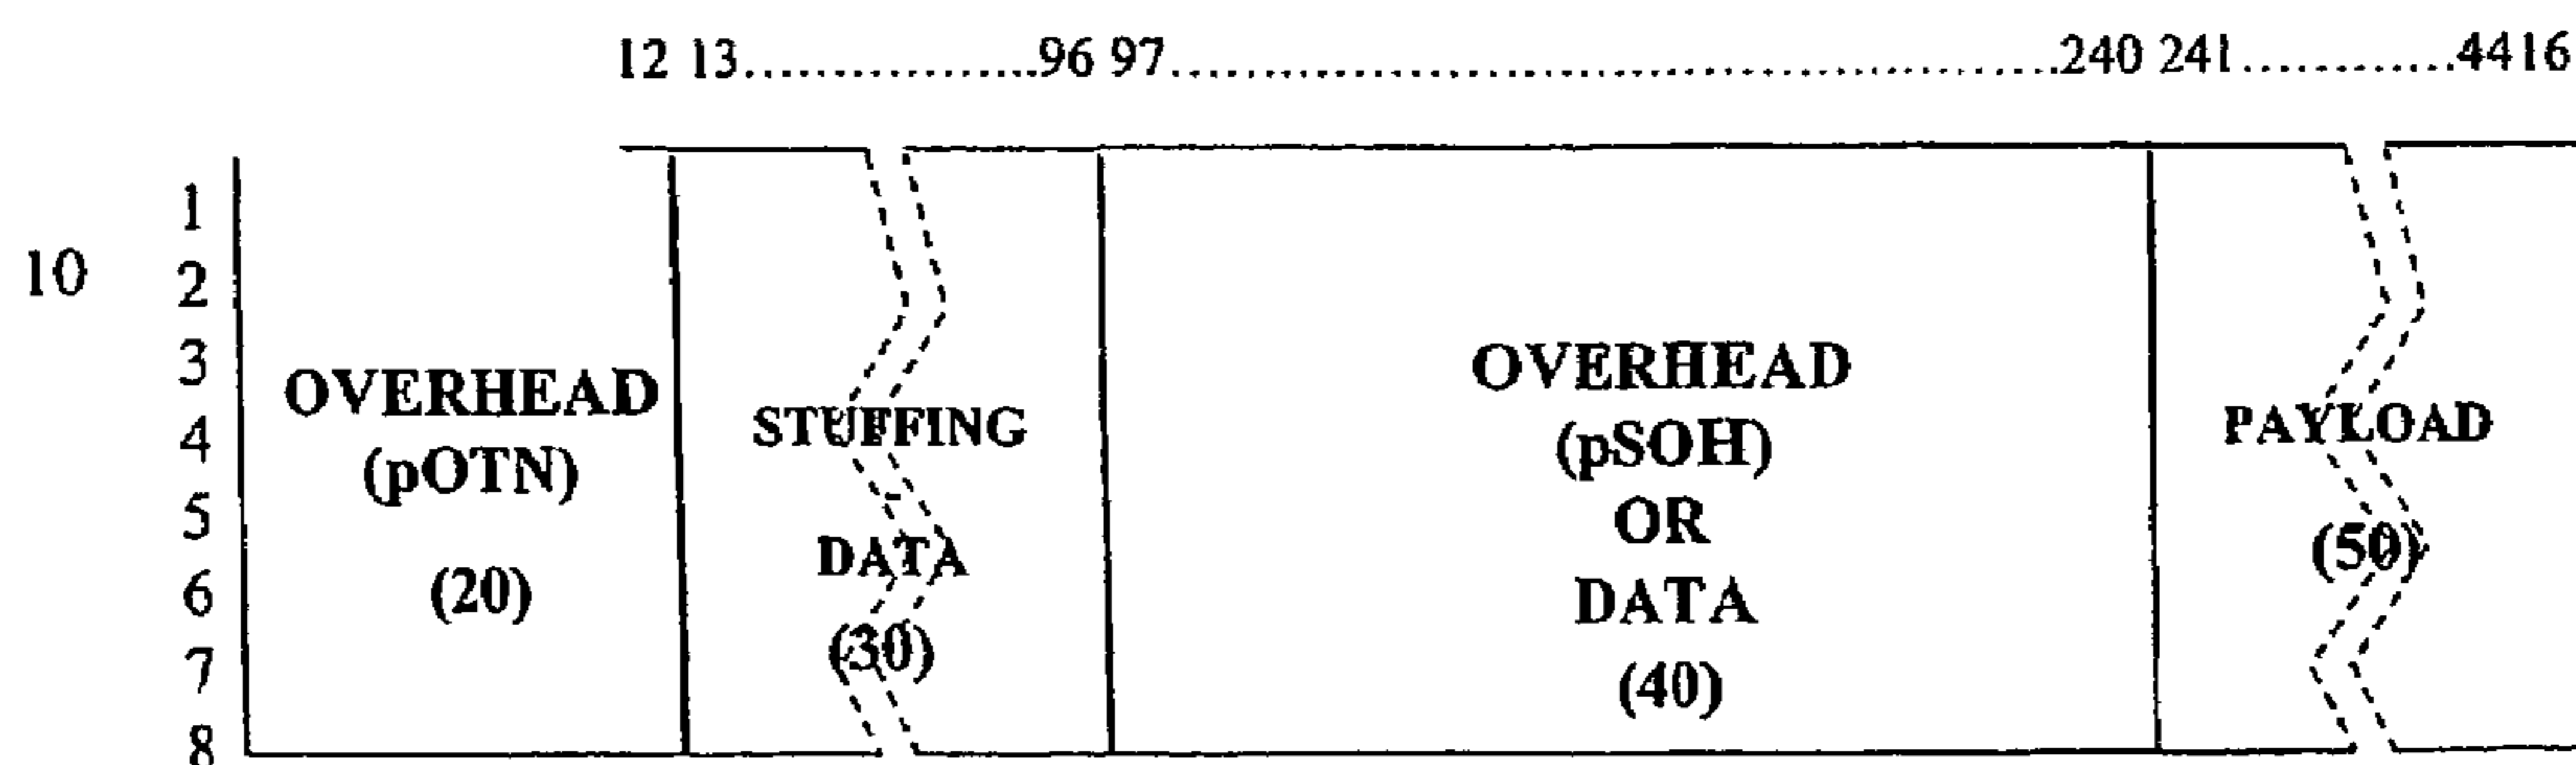 12 13.................96 97...................................................240 241............4416
10
1
2
3
4
5
6
7
8
OVERHEAD
(pOTN)
(20)
STUFFING
DATA
(30)
OVERHEAD
(pSOH)
OR
DATA
(40)
PAYLOAD
(50)